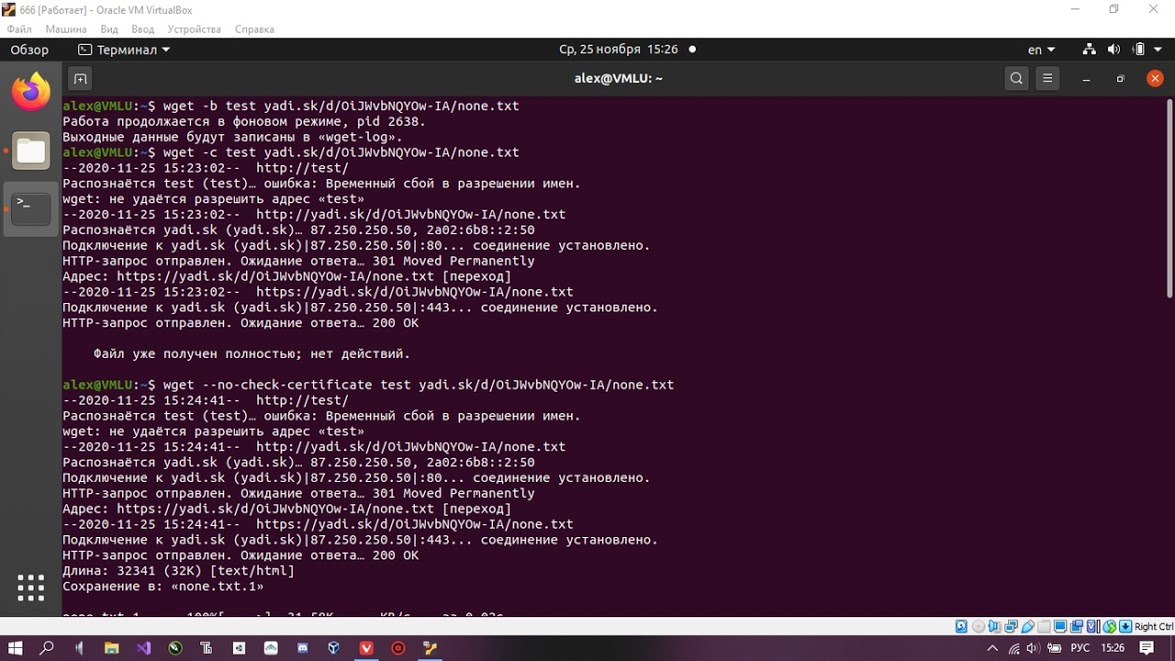 666 [Работает] - Oracle VM VirtualBox
Файл Машина Вид Ввод Устройства Справка
Обзор Терминал Ср, 25 ноября 15:26 en
alex@VMLU: ~
alex@VMLU:~$ wget -b test yadi.sk/d/OiJWvbNQYOw-IA/none.txt
Работа продолжается в фоновом режиме, pid 2638.
Выходные данные будут записаны в «wget-log».
alex@VMLU:~$ wget -c test yadi.sk/d/OiJWvbNQYOw-IA/none.txt
--2020-11-25 15:23:02-- http://test/
Распознаётся test (test)… ошибка: Временный сбой в разрешении имен.
wget: не удаётся разрешить адрес «test»
--2020-11-25 15:23:02-- http://yadi.sk/d/OiJWvbNQYOw-IA/none.txt
Распознаётся yadi.sk (yadi.sk)… 87.250.250.50, 2a02:6b8::2:50
Подключение к yadi.sk (yadi.sk)|87.250.250.50|:80... соединение установлено.
HTTP-запрос отправлен. Ожидание ответа… 301 Moved Permanently
Адрес: https://yadi.sk/d/OiJWvbNQYOw-IA/none.txt [переход]
--2020-11-25 15:23:02-- https://yadi.sk/d/OiJWvbNQYOw-IA/none.txt
Подключение к yadi.sk (yadi.sk)|87.250.250.50|:443... соединение установлено.
HTTP-запрос отправлен. Ожидание ответа… 200 OK
Файл уже получен полностью; нет действий.
alex@VMLU:~$ wget --no-check-certificate test yadi.sk/d/OiJWvbNQYOw-IA/none.txt
--2020-11-25 15:24:41-- http://test/
Распознаётся test (test)… ошибка: Временный сбой в разрешении имен.
wget: не удаётся разрешить адрес «test»
--2020-11-25 15:24:41-- http://yadi.sk/d/OiJWvbNQYOw-IA/none.txt
Распознаётся yadi.sk (yadi.sk)… 87.250.250.50, 2a02:6b8::2:50
Подключение к yadi.sk (yadi.sk)|87.250.250.50|:80... соединение установлено.
HTTP-запрос отправлен. Ожидание ответа… 301 Moved Permanently
Адрес: https://yadi.sk/d/OiJWvbNQYOw-IA/none.txt [переход]
--2020-11-25 15:24:41-- https://yadi.sk/d/OiJWvbNQYOw-IA/none.txt
Подключение к yadi.sk (yadi.sk)|87.250.250.50|:443... соединение установлено.
HTTP-запрос отправлен. Ожидание ответа… 200 OK
Длина: 32341 (32K) [text/html]
Сохранение в: «none.txt.1»
Right Ctrl
РУС 15:26